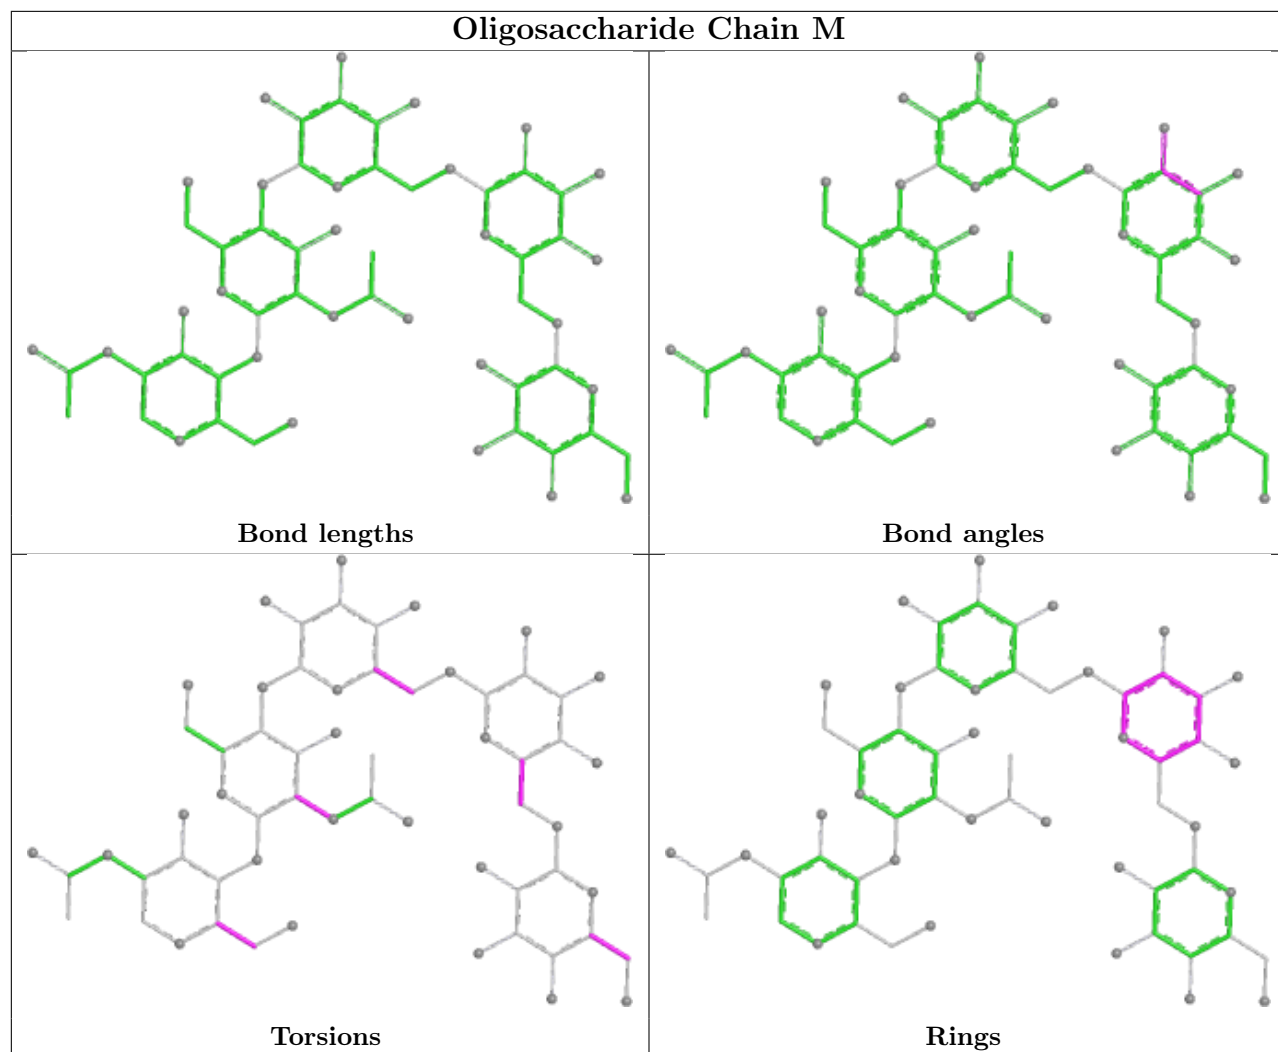 Oligosaccharide Chain M
Bond lengths
Bond angles
Torsions
Rings